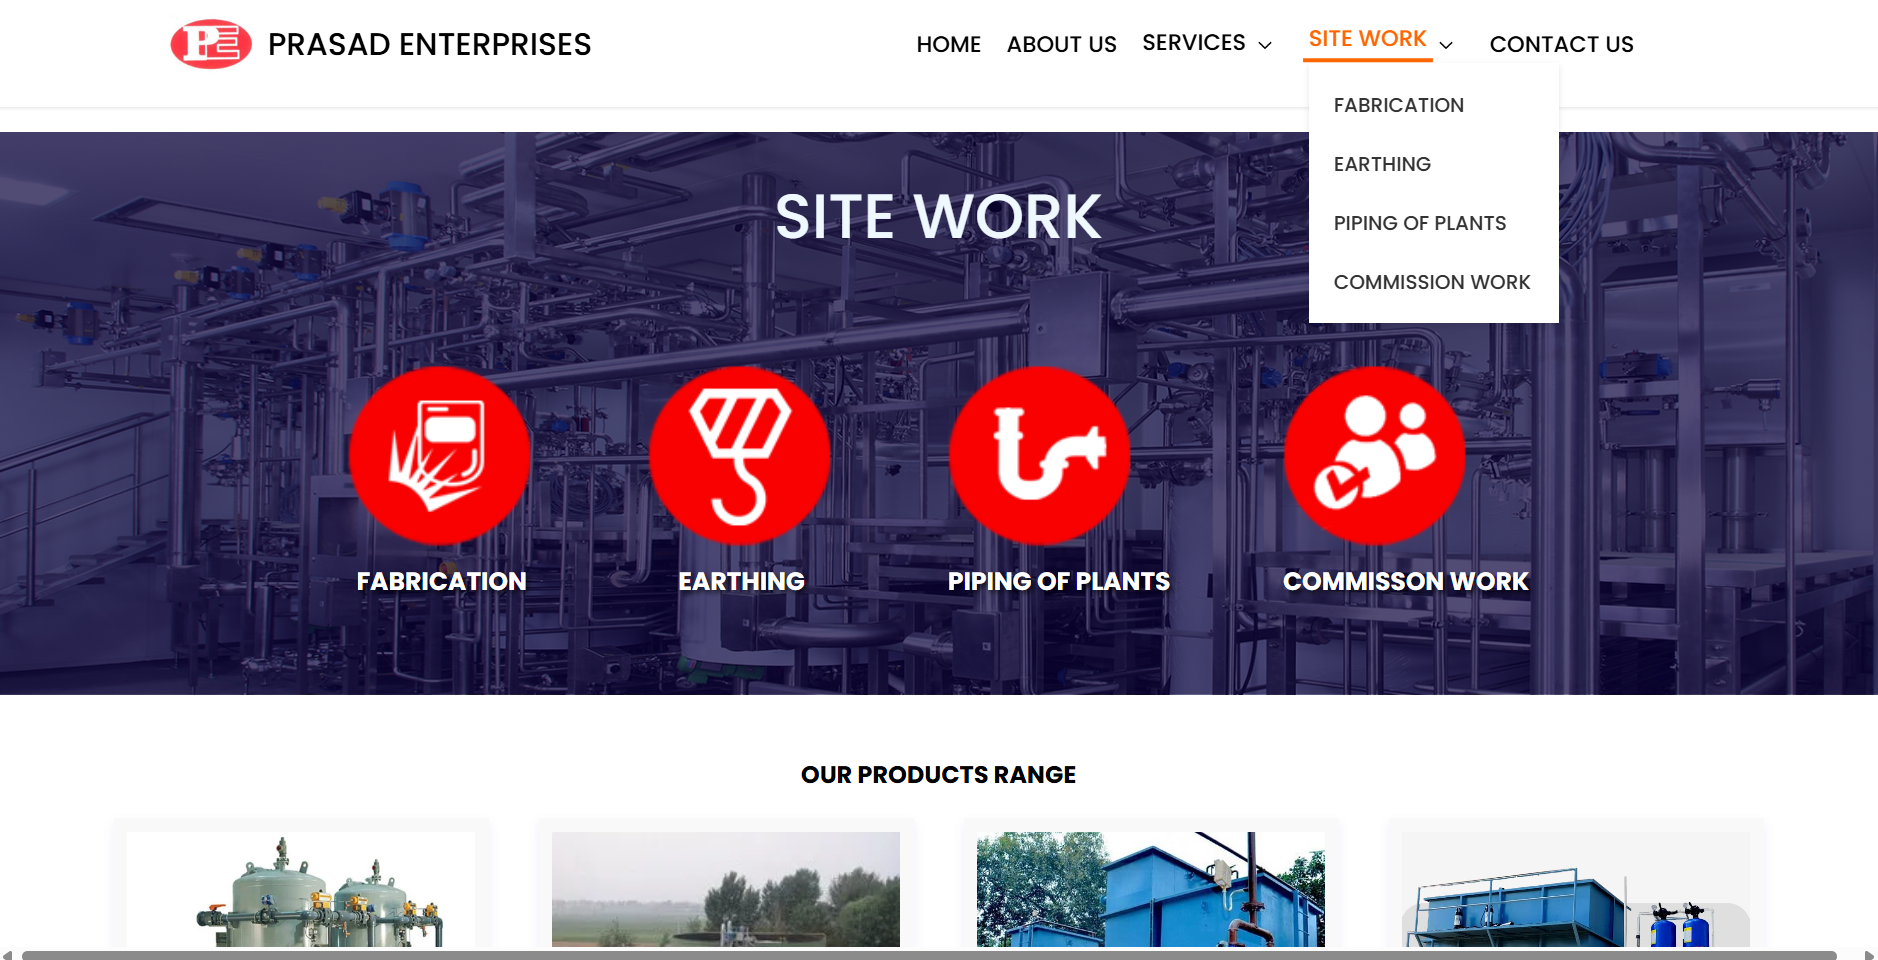 PE PRASAD ENTERPRISES
HOME ABOUT US SERVICES SITE WORK CONTACT US
FABRICATION
EARTHING
PIPING OF PLANTS
COMMISSION WORK
SITE WORK
FABRICATION EARTHING PIPING OF PLANTS COMMISSON WORK
OUR PRODUCTS RANGE